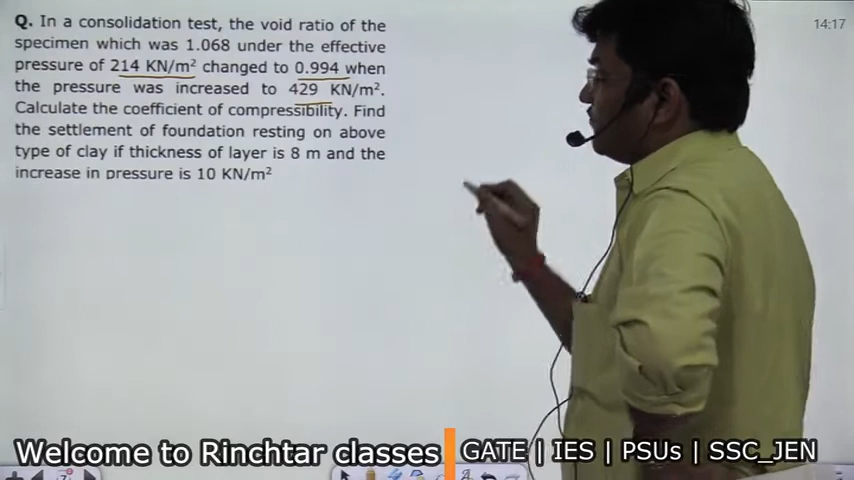 14:17
Q. In a consolidation test, the void ratio of the
specimen which was 1.068 under the effective
pressure of 214 KN/m² changed to 0.994 when
the pressure was increased to 429 KN/m².
Calculate the coefficient of compressibility. Find
the settlement of foundation resting on above
type of clay if thickness of layer is 8 m and the
increase in pressure is 10 KN/m²
Welcome to Rinchtar classes GATE | IES | PSUs | SSC_JEN